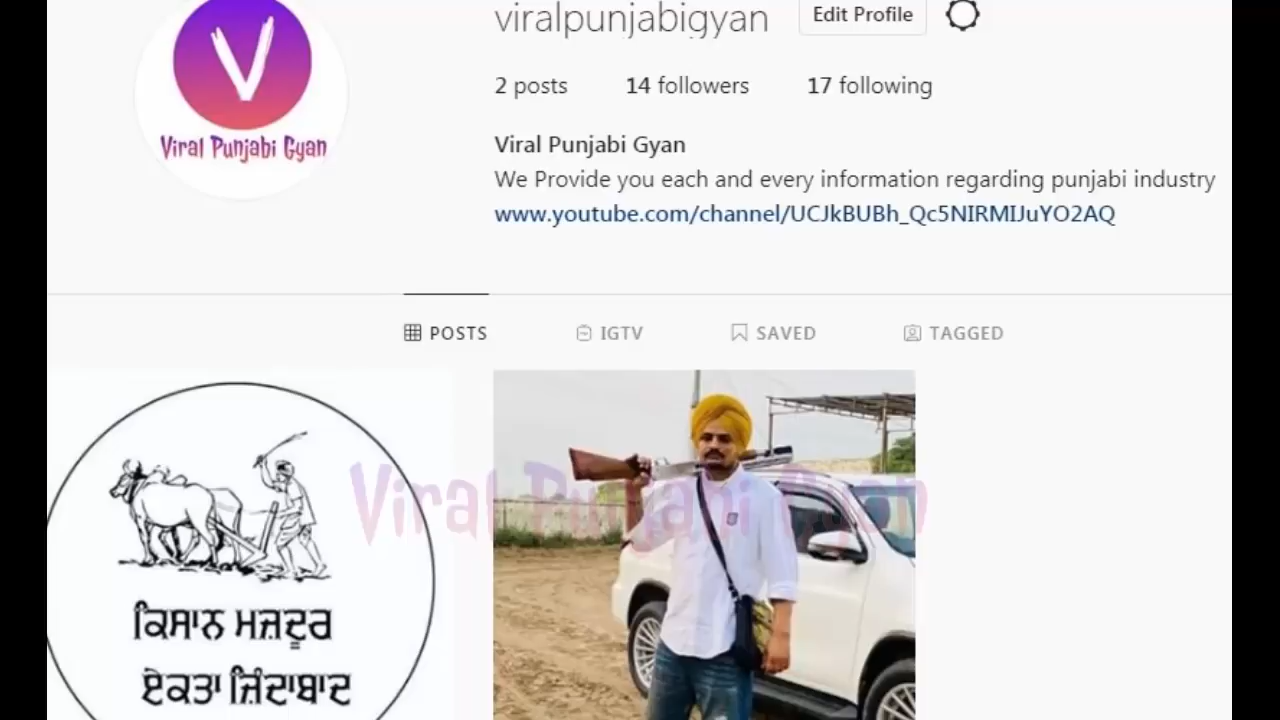 viralpunjabigyan Edit Profile
2 posts 14 followers 17 following
V
Viral Punjabi Gyan
Viral Punjabi Gyan
We Provide you each and every information regarding punjabi industry
www.youtube.com/channel/UCJkBUBh_Qc5NIRMIJuYO2AQ
POSTS IGTV SAVED TAGGED
Viral Punjabi Gyan
ਕਿਸਾਨ ਮਜ਼ਦੂਰ
ਏਕਤਾ ਜ਼ਿੰਦਾਬਾਦ